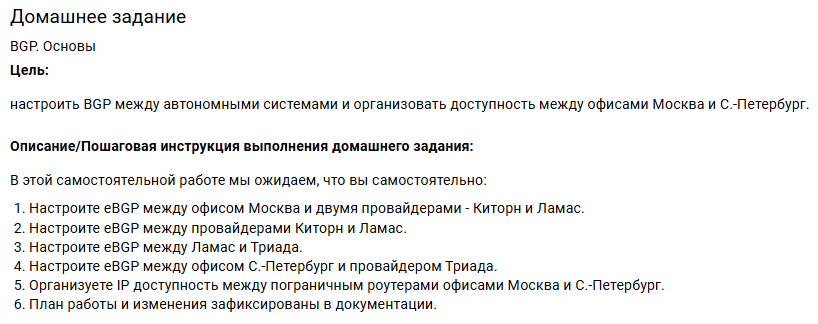 Домашнее задание
BGP. Основы
Цель:
настроить BGP между автономными системами и организовать доступность между офисами Москва и С.-Петербург.
Описание/Пошаговая инструкция выполнения домашнего задания:
В этой самостоятельной работе мы ожидаем, что вы самостоятельно:
1. Настроите eBGP между офисом Москва и двумя провайдерами - Киторн и Ламас.
2. Настроите eBGP между провайдерами Киторн и Ламас.
3. Настроите eBGP между Ламас и Триада.
4. Настроите eBGP между офисом С.-Петербург и провайдером Триада.
5. Организуете IP доступность между пограничным роутерами офисами Москва и С.-Петербург.
6. План работы и изменения зафиксированы в документации.